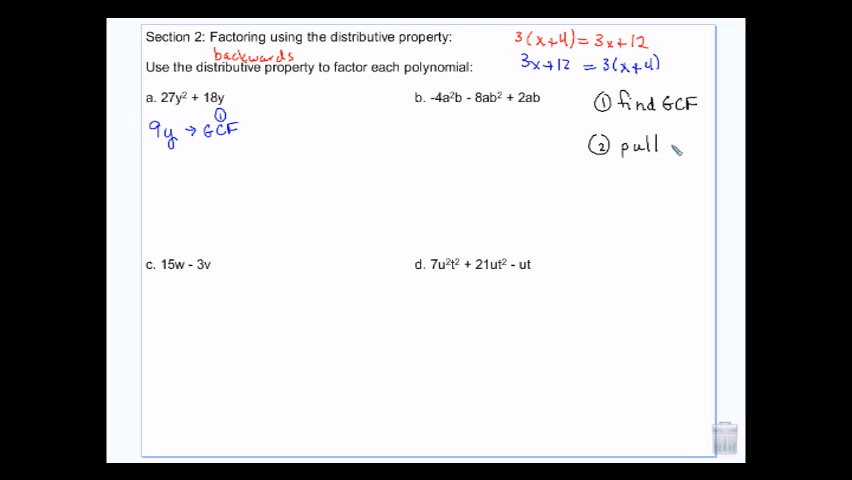 Section 2: Factoring using the distributive property:
3(x+4) = 3x+12
backwards
Use the distributive property to factor each polynomial:
3x+12 = 3(x+4)
a. 27y² + 18y
b. -4a²b - 8ab² + 2ab
① find GCF
①
9y → GCF
② pull
c. 15w - 3v
d. 7u²t² + 21ut² - ut